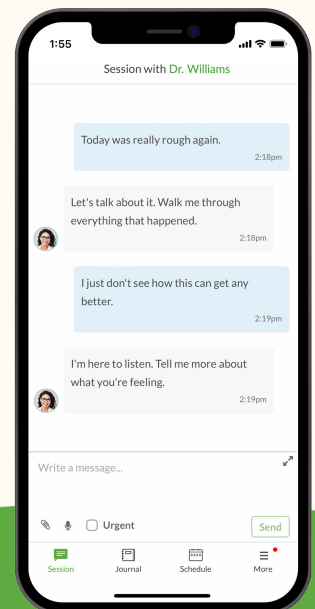 1:55
Session with Dr. Williams
Today was really rough again.
2:18pm
Let's talk about it. Walk me through
everything that happened.
2:18pm
I just don't see how this can get any
better.
2:19pm
I'm here to listen. Tell me more about
what you're feeling.
2:19pm
Write a message...
Urgent
Send
Session Journal Schedule More